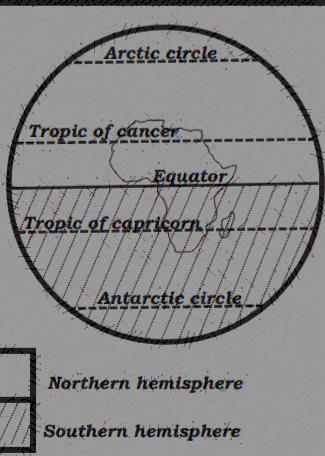 Arctic circle
Tropic of cancer
Equator
Tropic of capricorn
Antarctic circle
Northern hemisphere
Southern hemisphere